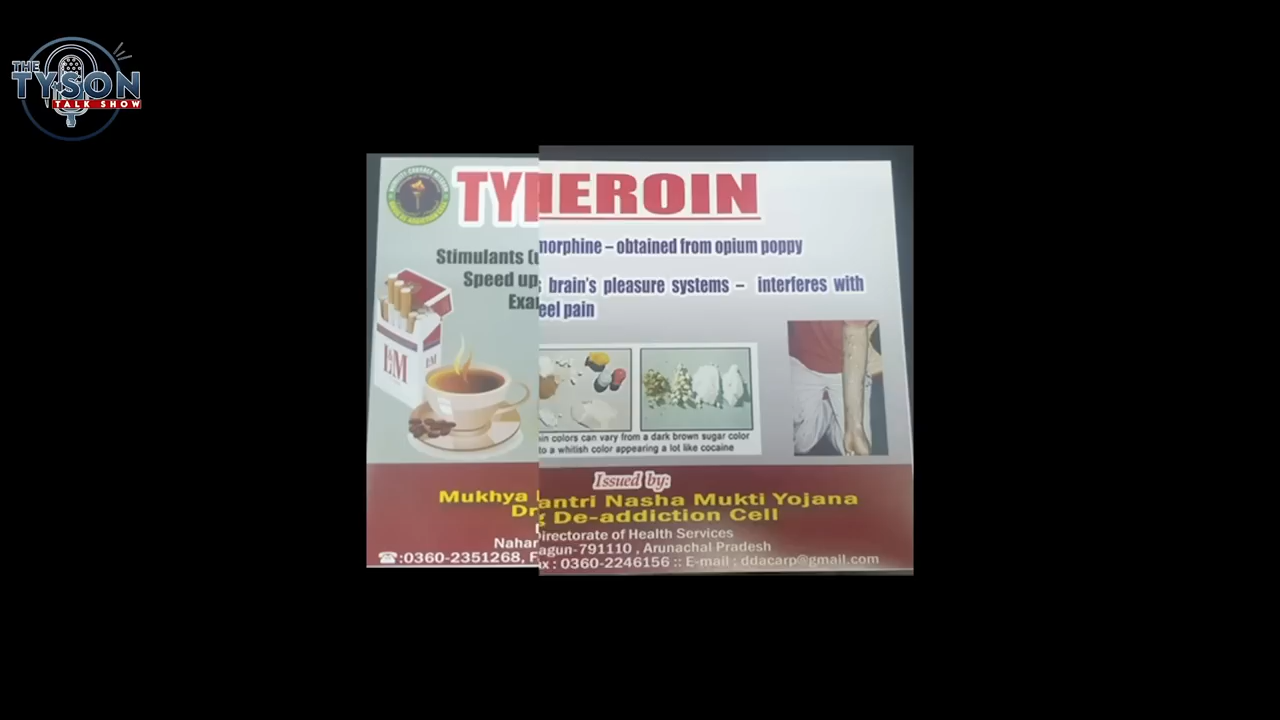 THE
TYSON
TALK SHOW
TY
HEROIN
Stimulants (u
morphine – obtained from opium poppy
Speed up
brain's pleasure systems – interferes with
Exa
eel pain
L&M
in colors can vary from a dark brown sugar color
to a whitish color appearing a lot like cocaine
Issued by:
Mukhya
antri Nasha Mukti Yojana
Dr
g De-addiction Cell
Directorate of Health Services
Nahar
agun-791110 , Arunachal Pradesh
☎:0360-2351268, F
ax : 0360-2246156 :: E-mail : ddacarp@gmail.com